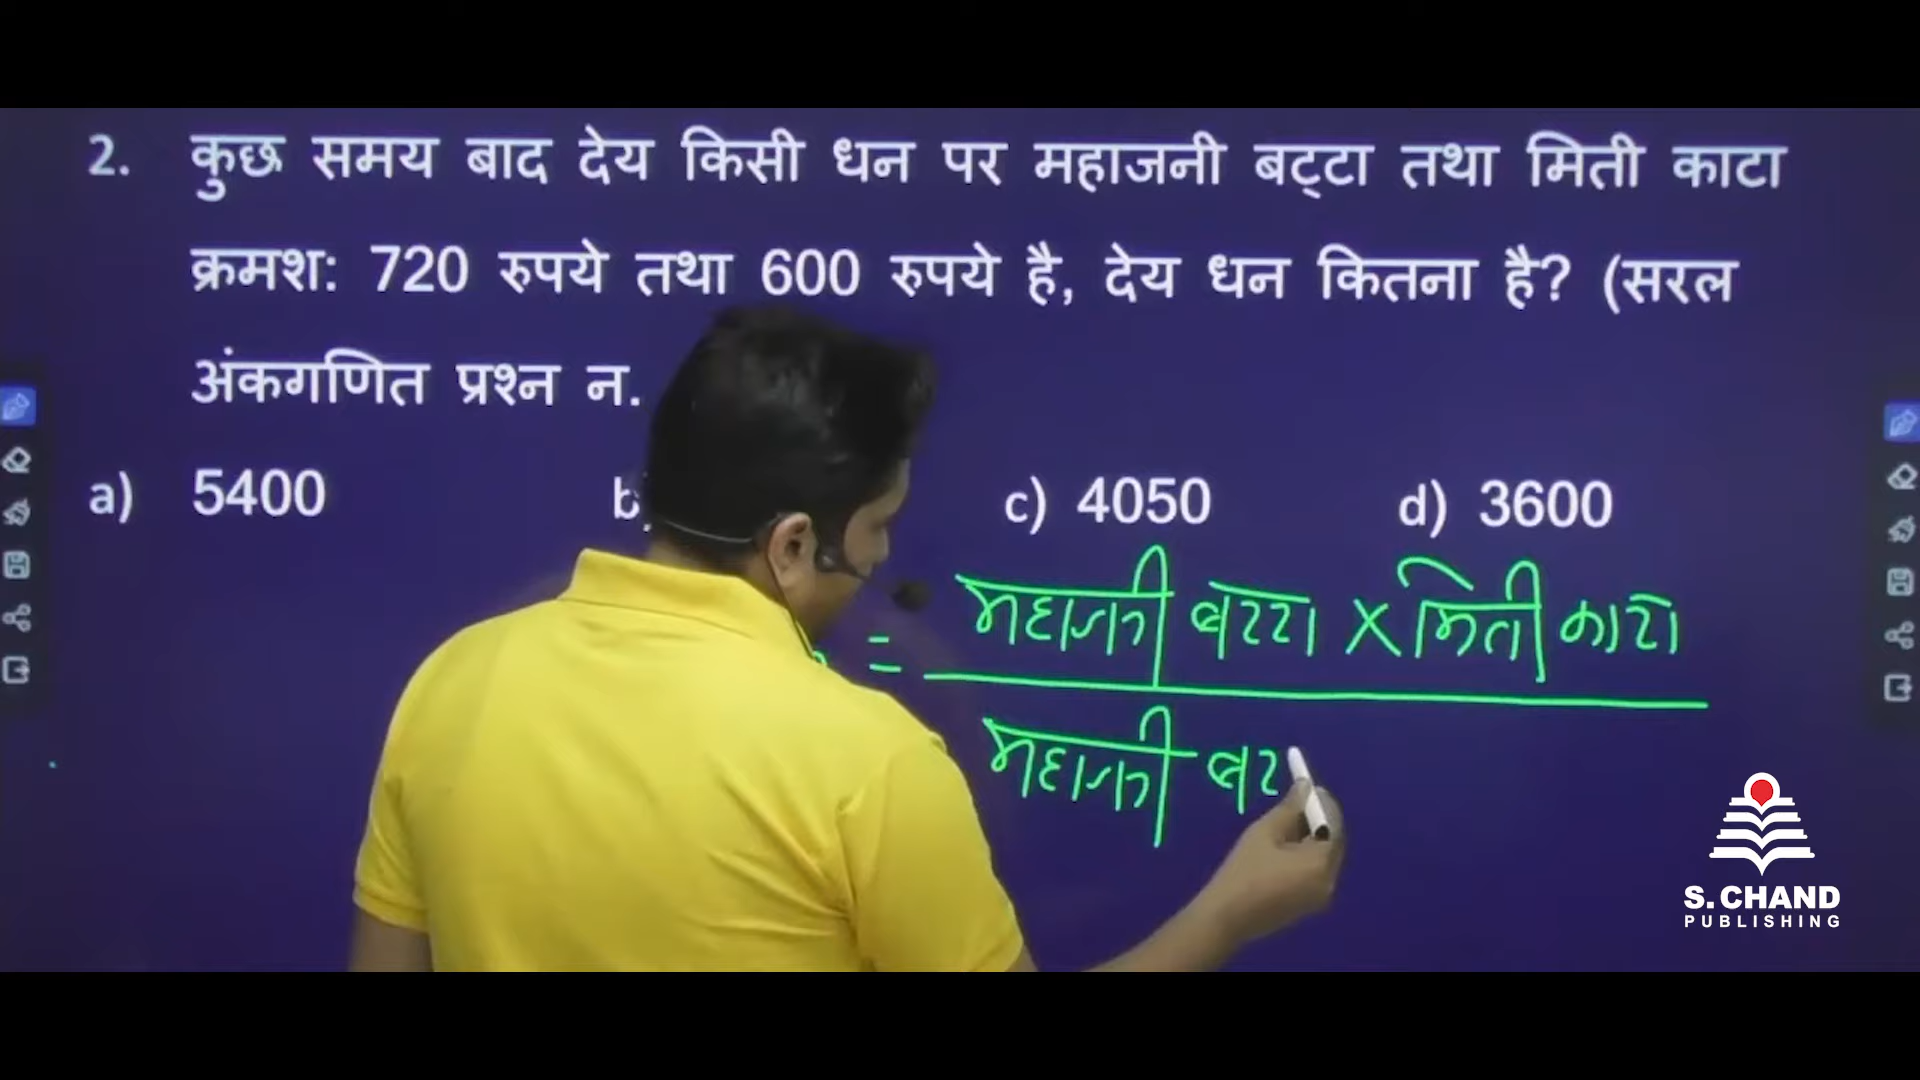 2. कुछ समय बाद देय किसी धन पर महाजनी बट्टा तथा मिती काटा
क्रमश: 720 रुपये तथा 600 रुपये है, देय धन कितना है? (सरल
अंकगणित प्रश्न न.
a) 5400 b) c) 4050 d) 3600
= महाजनी बट्टा X मिती काटा
महाजनी बट
S. CHAND
PUBLISHING